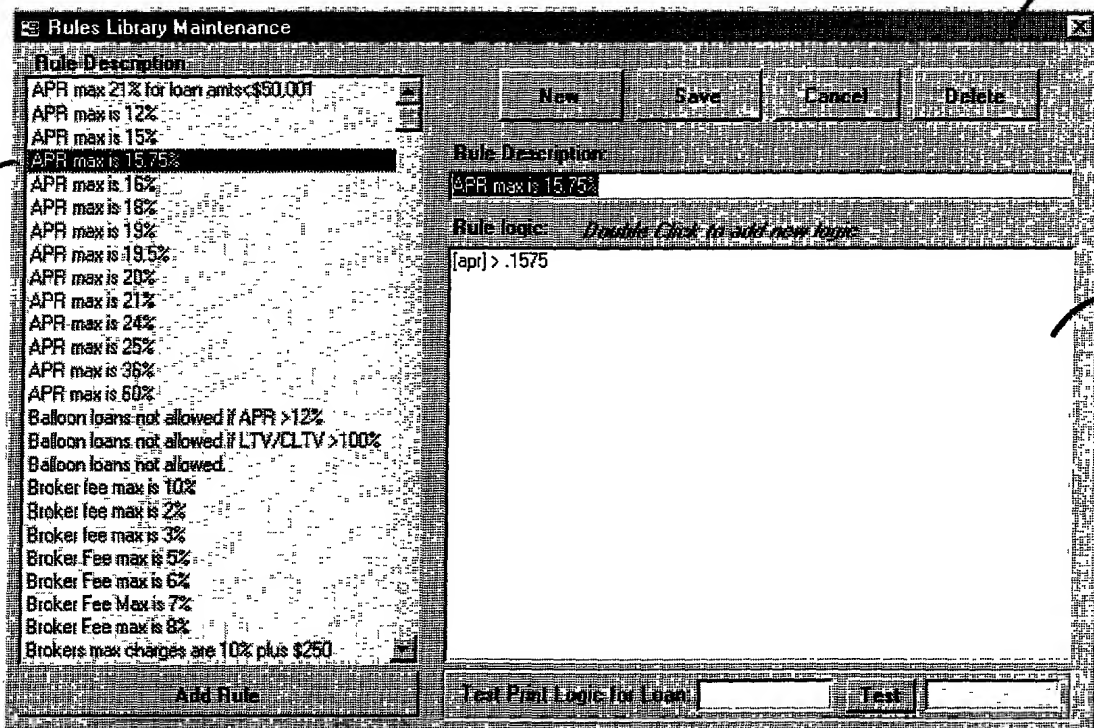 Rules Library Maintenance
Rule Description:
APR max 21% for loan amts<$50,001
APR max is 12%
APR max is 15%
APR max is 15.75%
APR max is 16%
APR max is 18%
APR max is 19%
APR max is 19.5%
APR max is 20%
APR max is 21%
APR max is 24%
APR max is 25%
APR max is 36%
APR max is 60%
Balloon loans not allowed if APR >12%
Balloon loans not allowed if LTV/CLTV >100%
Balloon loans not allowed.
Broker fee max is 10%
Broker fee max is 2%
Broker fee max is 3%
Broker Fee max is 5%
Broker Fee max is 6%
Broker Fee Max is 7%
Broker Fee max is 8%
Brokers max charges are 10% plus $250
Add Rule
New Save Cancel Delete
Rule Description:
APR max is 15.75%
Rule logic: Double Click to add new logic
[apr] > .1575
Test Print Logic for Loan: Test